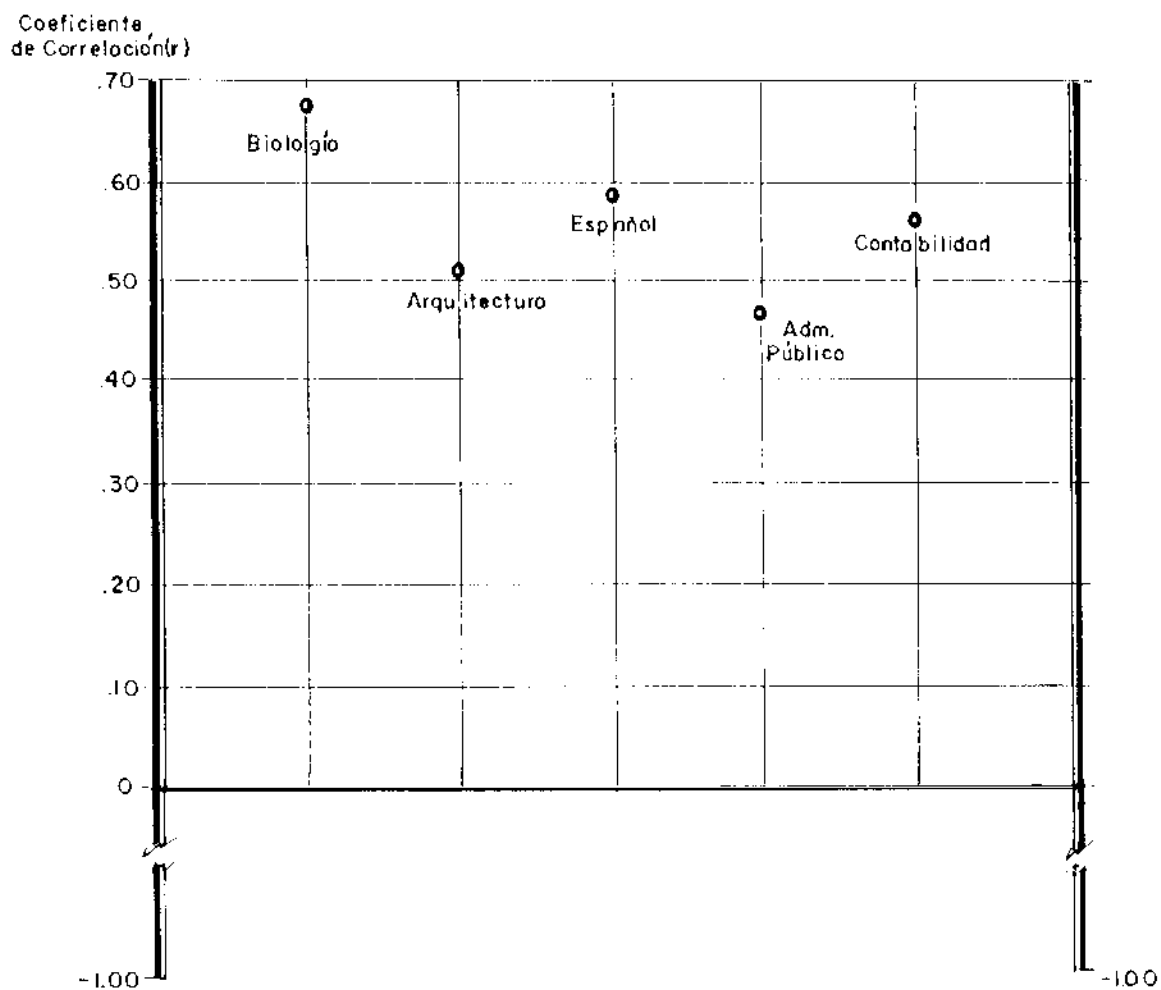 Coeficiente
de Correlación(r)
.70
Biología
.60
Español
Contabilidad
.50
Arquitectura
Adm.
Pública
.40
.30
.20
.10
0
-1.00
-1.00